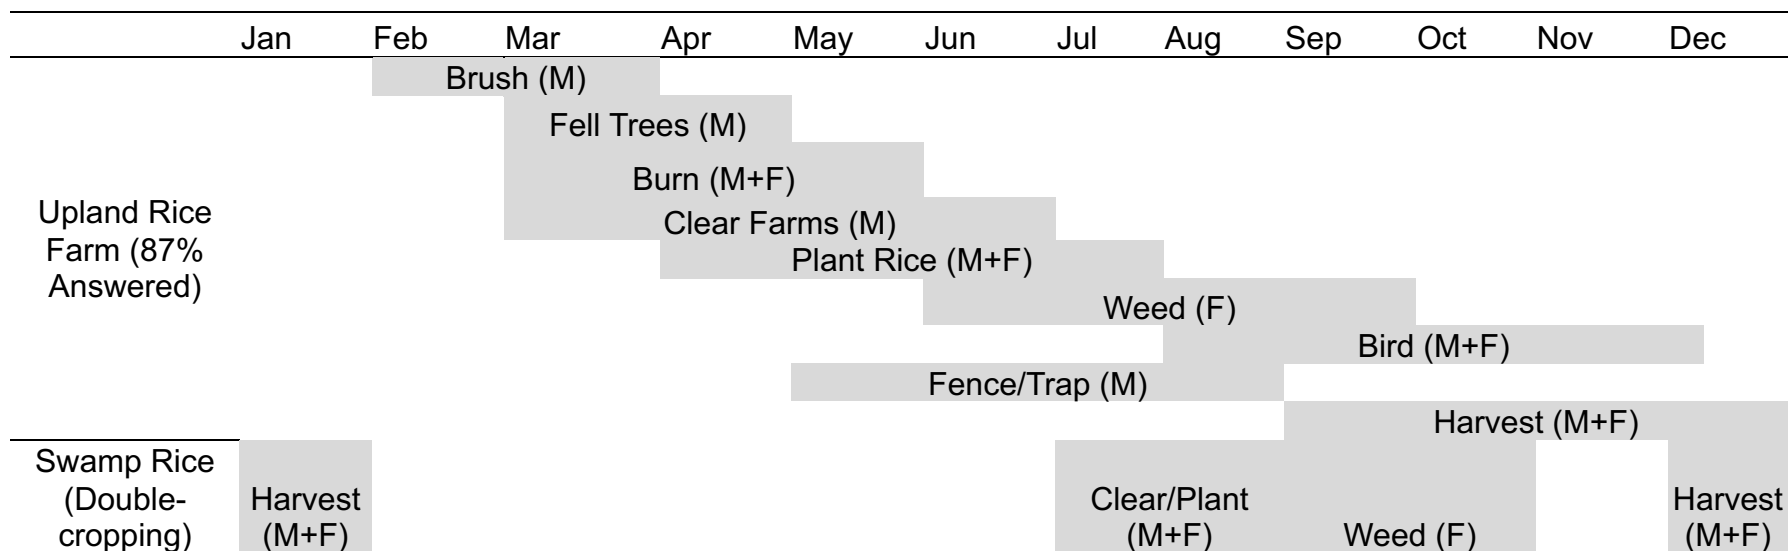 Jan Feb Mar Apr May Jun Jul Aug Sep Oct Nov Dec
Brush (M)
Fell Trees (M)
Burn (M+F)
Upland Rice
Farm (87%
Answered)
Clear Farms (M)
Plant Rice (M+F)
Weed (F)
Bird (M+F)
Fence/Trap (M)
Harvest (M+F)
Swamp Rice
(Double-
cropping)
Harvest
(M+F)
Clear/Plant
(M+F)
Weed (F)
Harvest
(M+F)